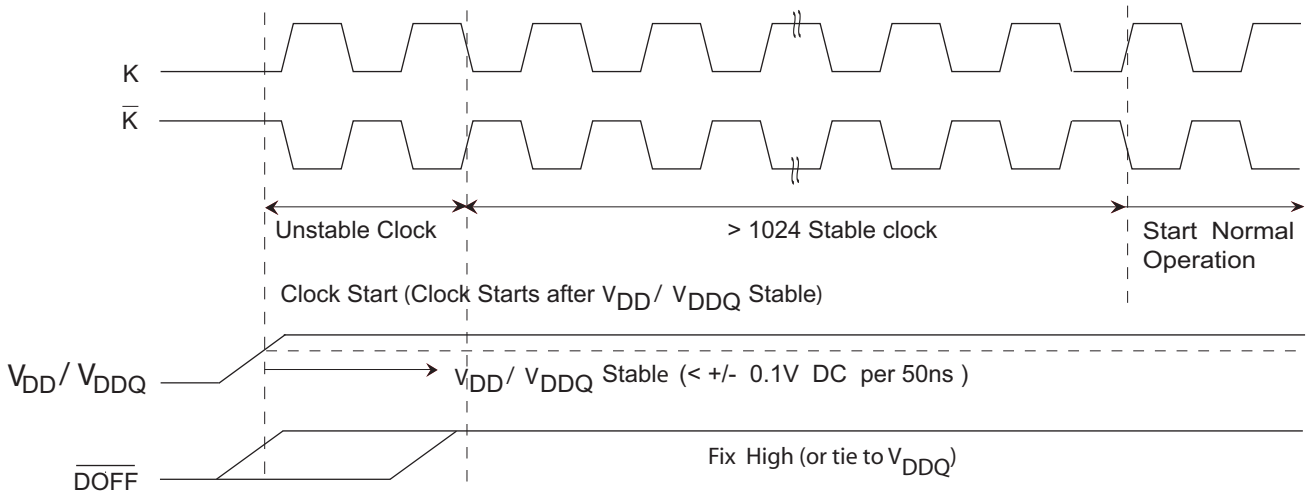 K
K̅
Unstable Clock
> 1024 Stable clock
Start Normal
Operation
Clock Start (Clock Starts after VDD / VDDQ Stable)
VDD / VDDQ
VDD / VDDQ Stable (< +/- 0.1V DC per 50ns )
D̅O̅F̅F̅
Fix High (or tie to VDDQ)